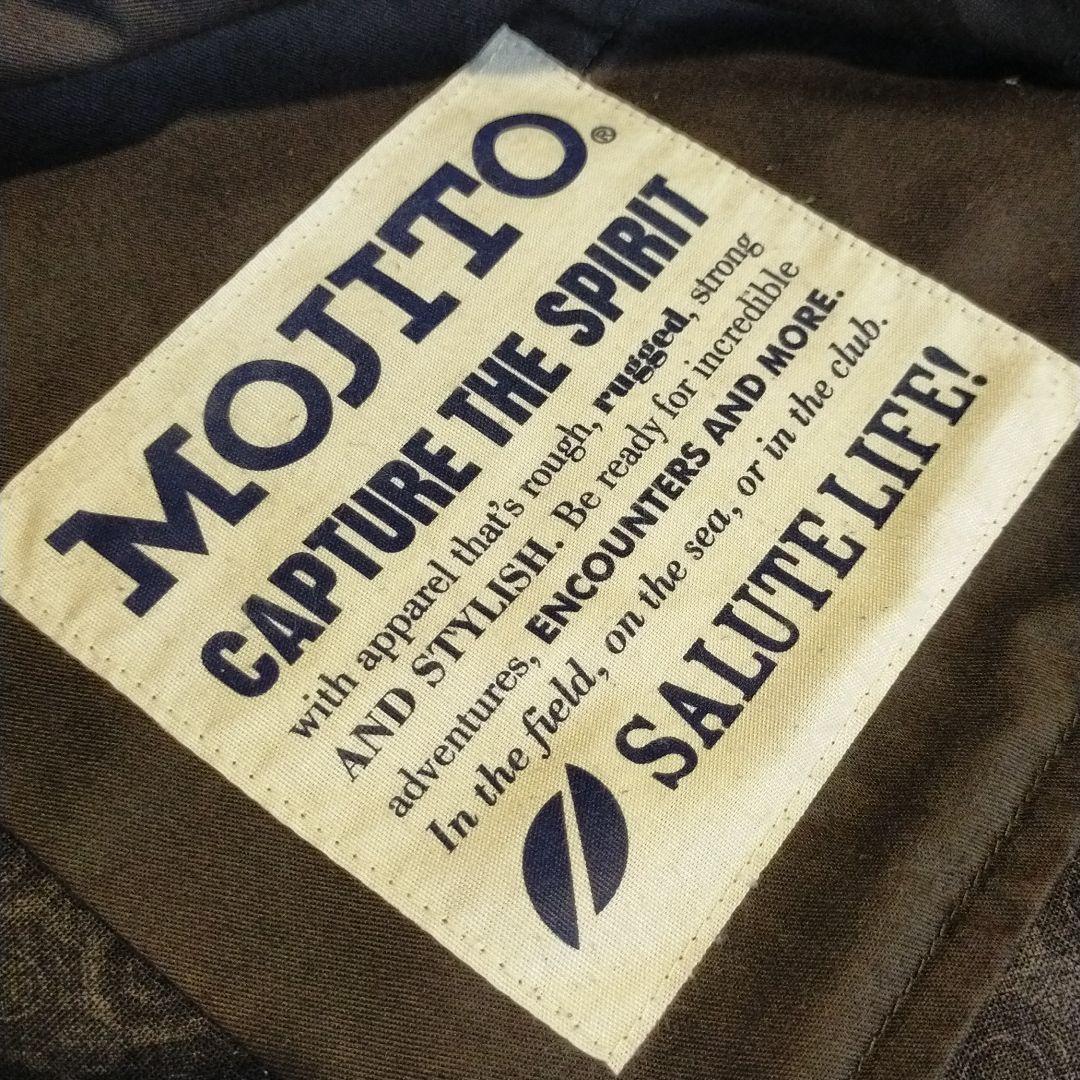 MOJITO®
CAPTURE THE SPIRIT
with apparel that's rough, rugged, strong
AND STYLISH. Be ready for incredible
adventures, ENCOUNTERS AND MORE.
In the field, on the sea, or in the club.
SALUTE LIFE!